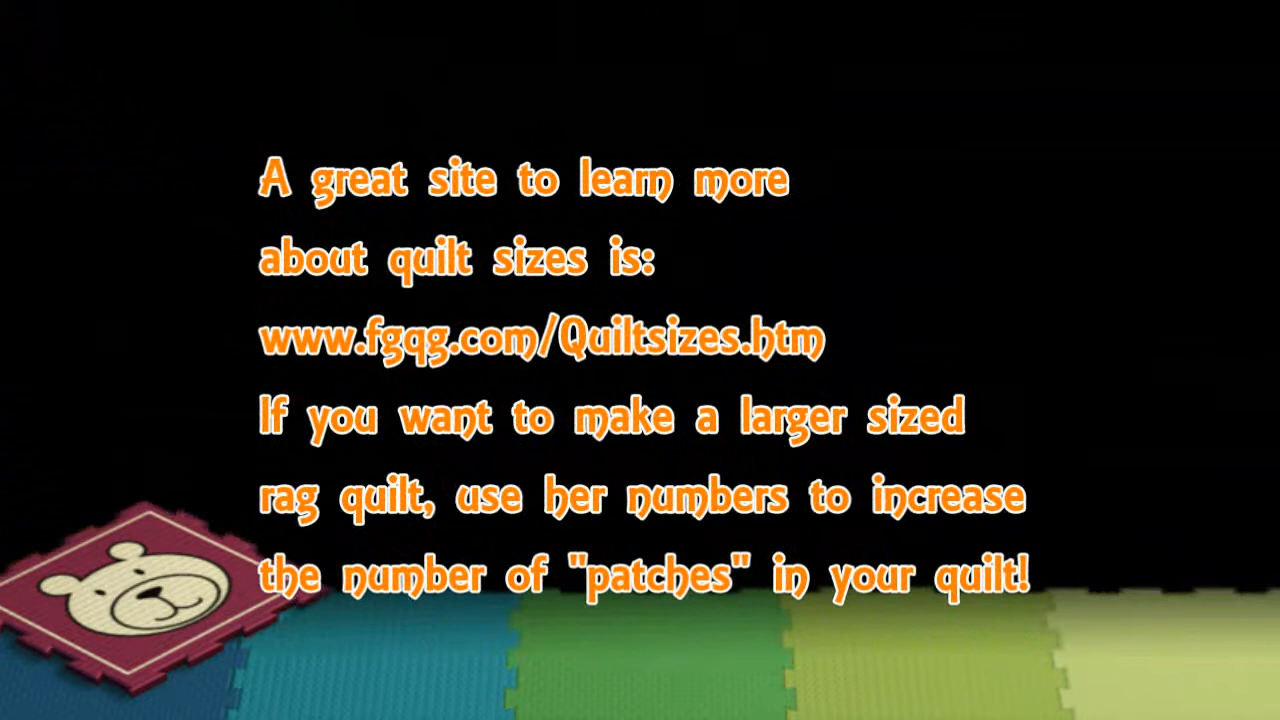 A great site to learn more
about quilt sizes is:
www.fgqg.com/Quiltsizes.htm
If you want to make a larger sized
rag quilt, use her numbers to increase
the number of "patches" in your quilt!